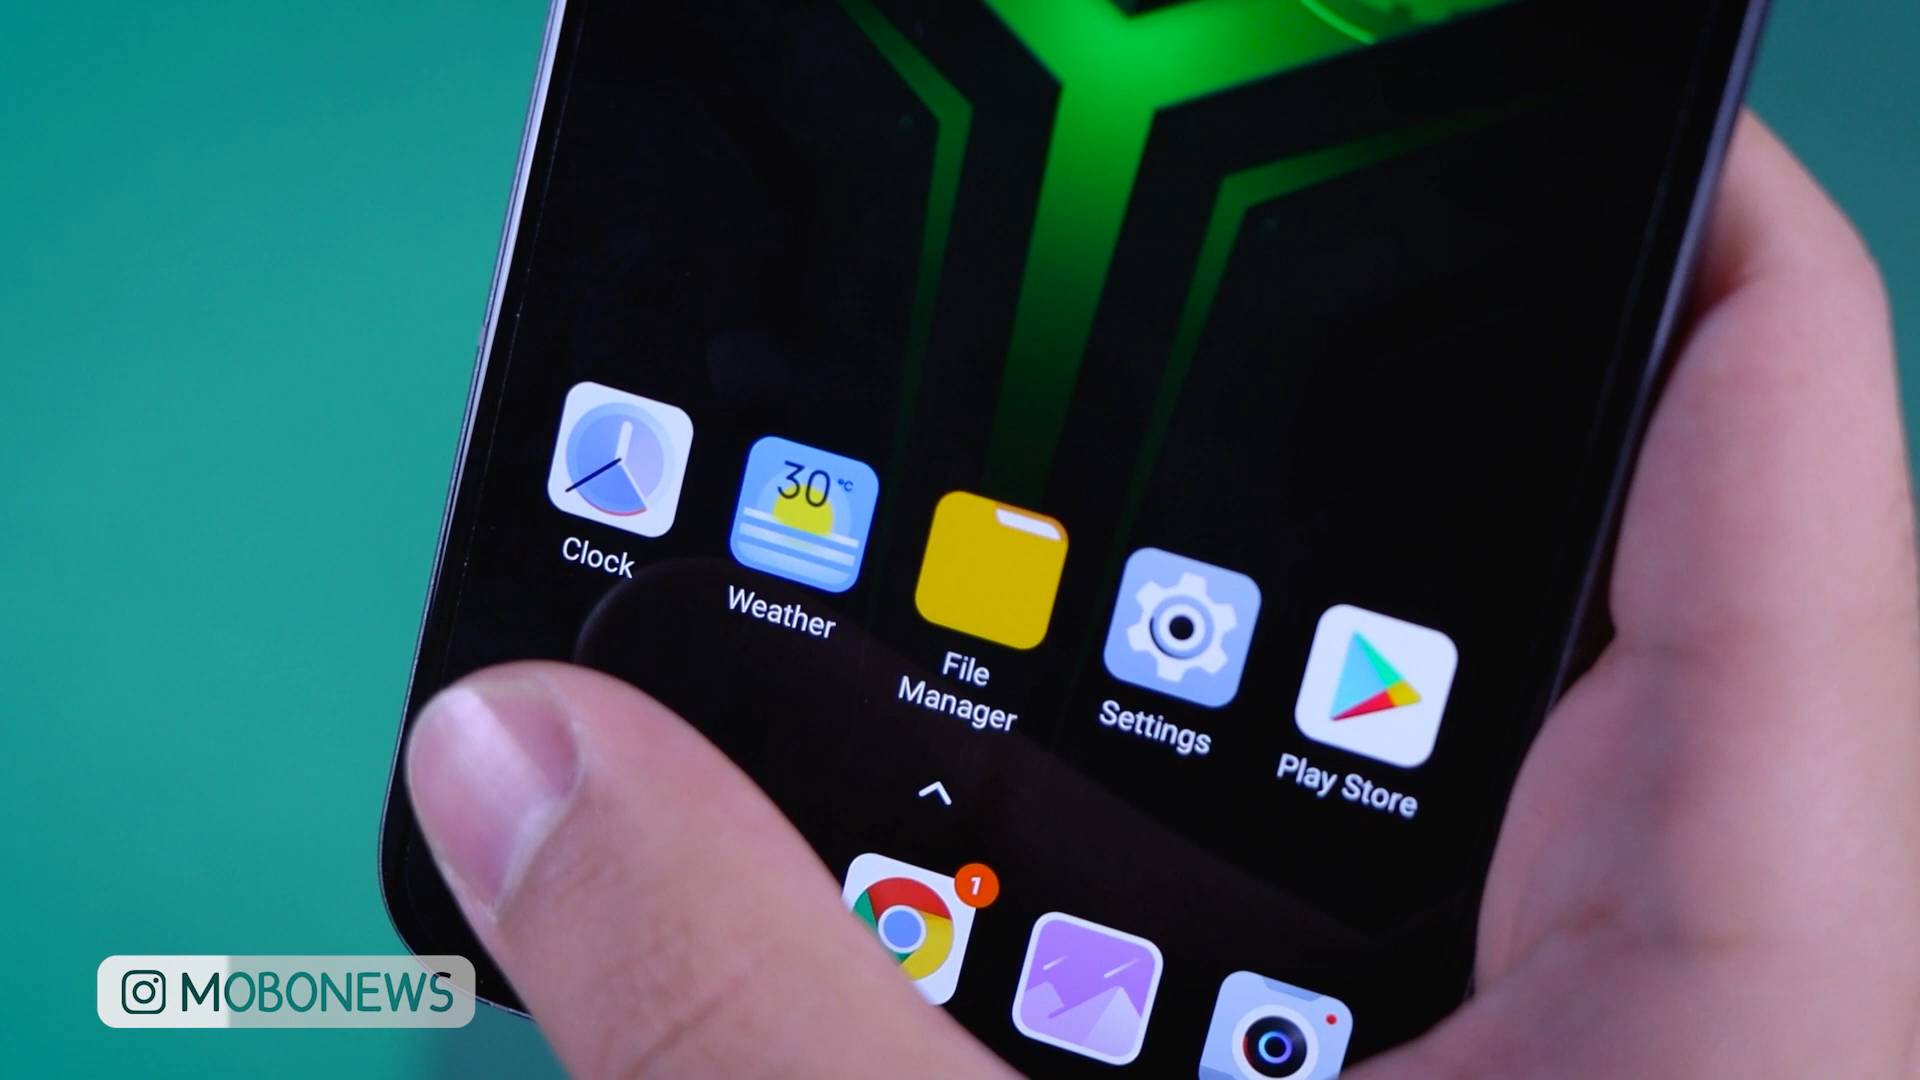 30 °C
Clock
Weather
File
Manager
Settings
Play Store
1
MOBONEWS